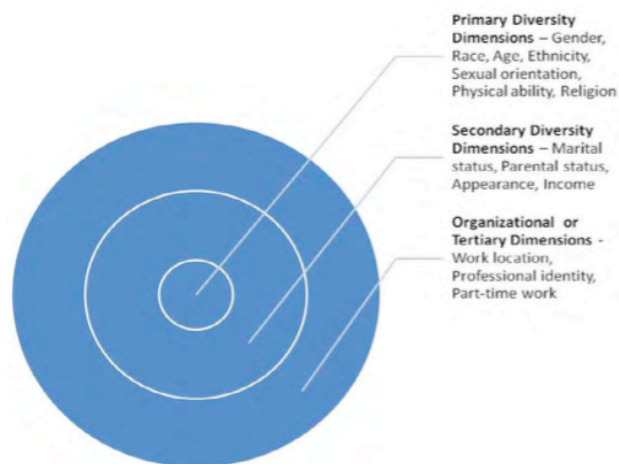 Primary Diversity
Dimensions – Gender,
Race, Age, Ethnicity,
Sexual orientation,
Physical ability, Religion
Secondary Diversity
Dimensions – Marital
status, Parental status,
Appearance, Income
Organizational or
Tertiary Dimensions -
Work location,
Professional identity,
Part-time work